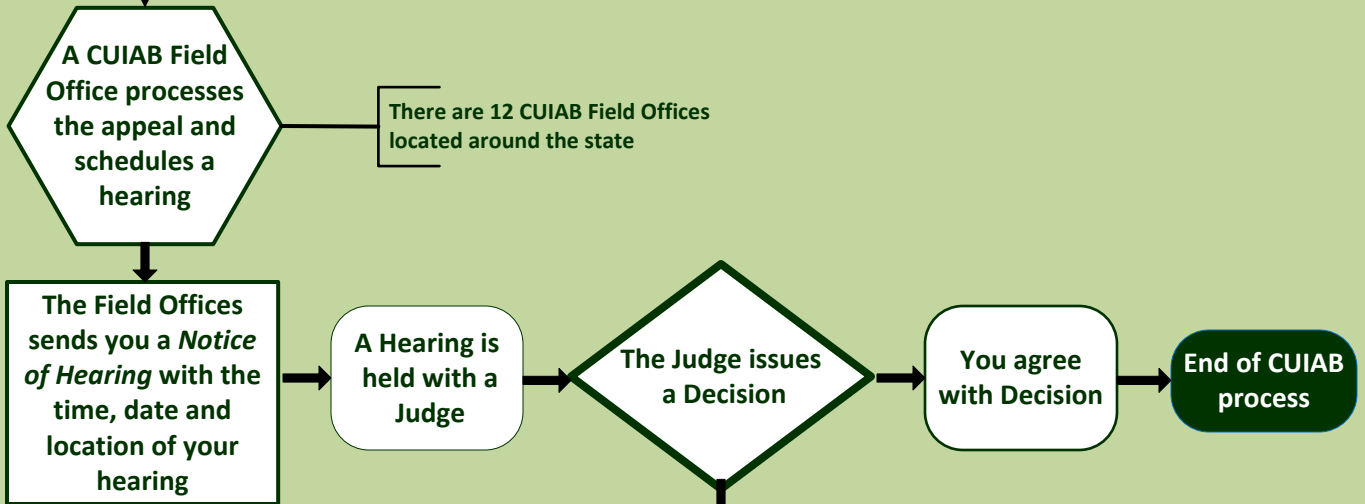 A CUIAB Field
Office processes
the appeal and
schedules a
hearing
There are 12 CUIAB Field Offices
located around the state
The Field Offices
sends you a Notice
of Hearing with the
time, date and
location of your
hearing
A Hearing is
held with a
Judge
The Judge issues
a Decision
You agree
with Decision
End of CUIAB
process